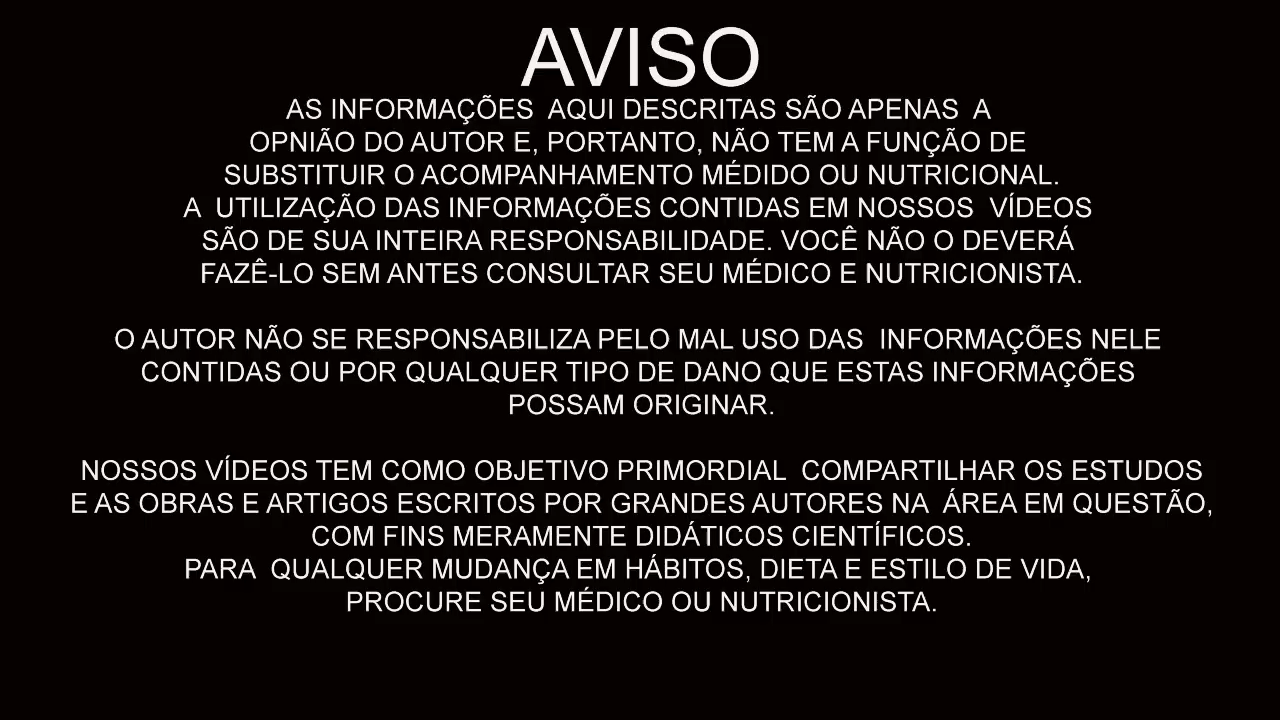 AVISO
AS INFORMAÇÕES AQUI DESCRITAS SÃO APENAS A
OPNIÃO DO AUTOR E, PORTANTO, NÃO TEM A FUNÇÃO DE
SUBSTITUIR O ACOMPANHAMENTO MÉDIDO OU NUTRICIONAL.
A UTILIZAÇÃO DAS INFORMAÇÕES CONTIDAS EM NOSSOS VÍDEOS
SÃO DE SUA INTEIRA RESPONSABILIDADE. VOCÊ NÃO O DEVERÁ
FAZÊ-LO SEM ANTES CONSULTAR SEU MÉDICO E NUTRICIONISTA.
O AUTOR NÃO SE RESPONSABILIZA PELO MAL USO DAS INFORMAÇÕES NELE
CONTIDAS OU POR QUALQUER TIPO DE DANO QUE ESTAS INFORMAÇÕES
POSSAM ORIGINAR.
NOSSOS VÍDEOS TEM COMO OBJETIVO PRIMORDIAL COMPARTILHAR OS ESTUDOS
E AS OBRAS E ARTIGOS ESCRITOS POR GRANDES AUTORES NA ÁREA EM QUESTÃO,
COM FINS MERAMENTE DIDÁTICOS CIENTÍFICOS.
PARA QUALQUER MUDANÇA EM HÁBITOS, DIETA E ESTILO DE VIDA,
PROCURE SEU MÉDICO OU NUTRICIONISTA.